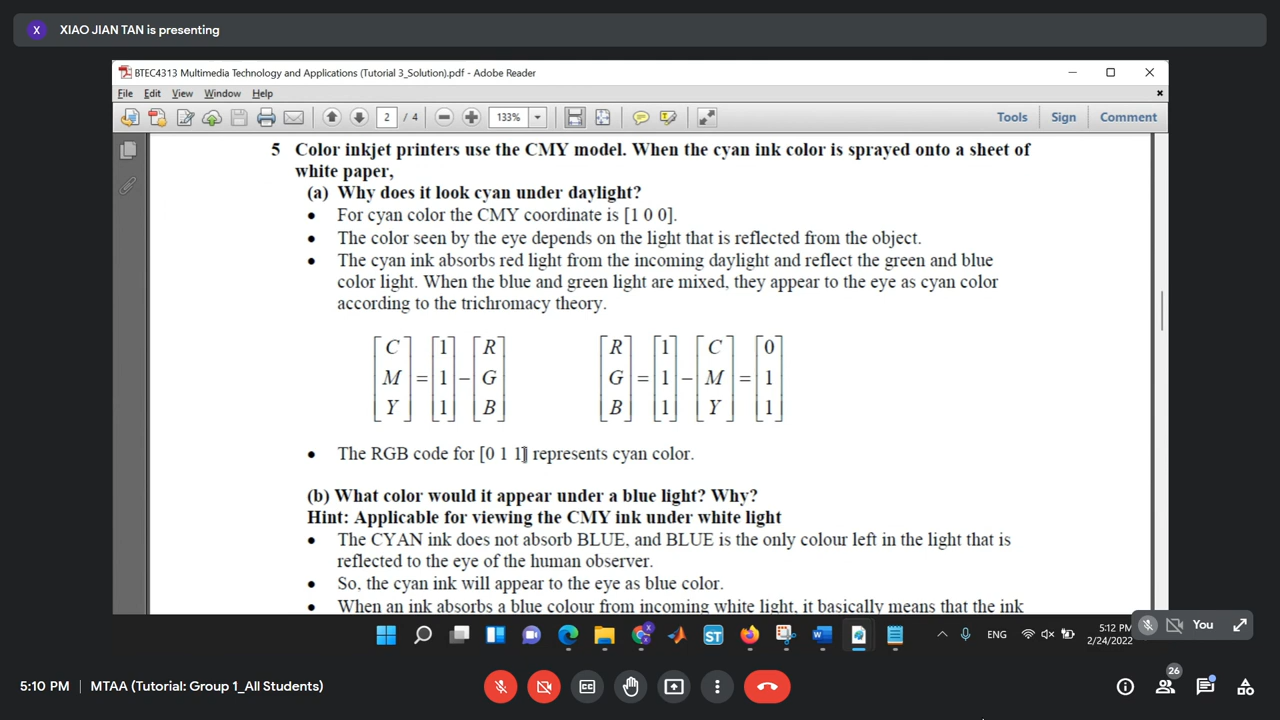 X XIAO JIAN TAN is presenting
BTEC4313 Multimedia Technology and Applications (Tutorial 3_Solution).pdf - Adobe Reader
File Edit View Window Help
2 / 4 133% Tools Sign Comment
5 Color inkjet printers use the CMY model. When the cyan ink color is sprayed onto a sheet of
white paper,
(a) Why does it look cyan under daylight?
• For cyan color the CMY coordinate is [1 0 0].
• The color seen by the eye depends on the light that is reflected from the object.
• The cyan ink absorbs red light from the incoming daylight and reflect the green and blue
color light. When the blue and green light are mixed, they appear to the eye as cyan color
according to the trichromacy theory.
[C] [1] [R] [R] [1] [C] [0]
[M] = [1] − [G] [G] = [1] − [M] = [1]
[Y] [1] [B] [B] [1] [Y] [1]
• The RGB code for [0 1 1] represents cyan color.
(b) What color would it appear under a blue light? Why?
Hint: Applicable for viewing the CMY ink under white light
• The CYAN ink does not absorb BLUE, and BLUE is the only colour left in the light that is
reflected to the eye of the human observer.
• So, the cyan ink will appear to the eye as blue color.
• When an ink absorbs a blue colour from incoming white light, it basically means that the ink
ST ENG 5:12 PM
2/24/2022
You
5:10 PM | MTAA (Tutorial: Group 1_All Students)
26